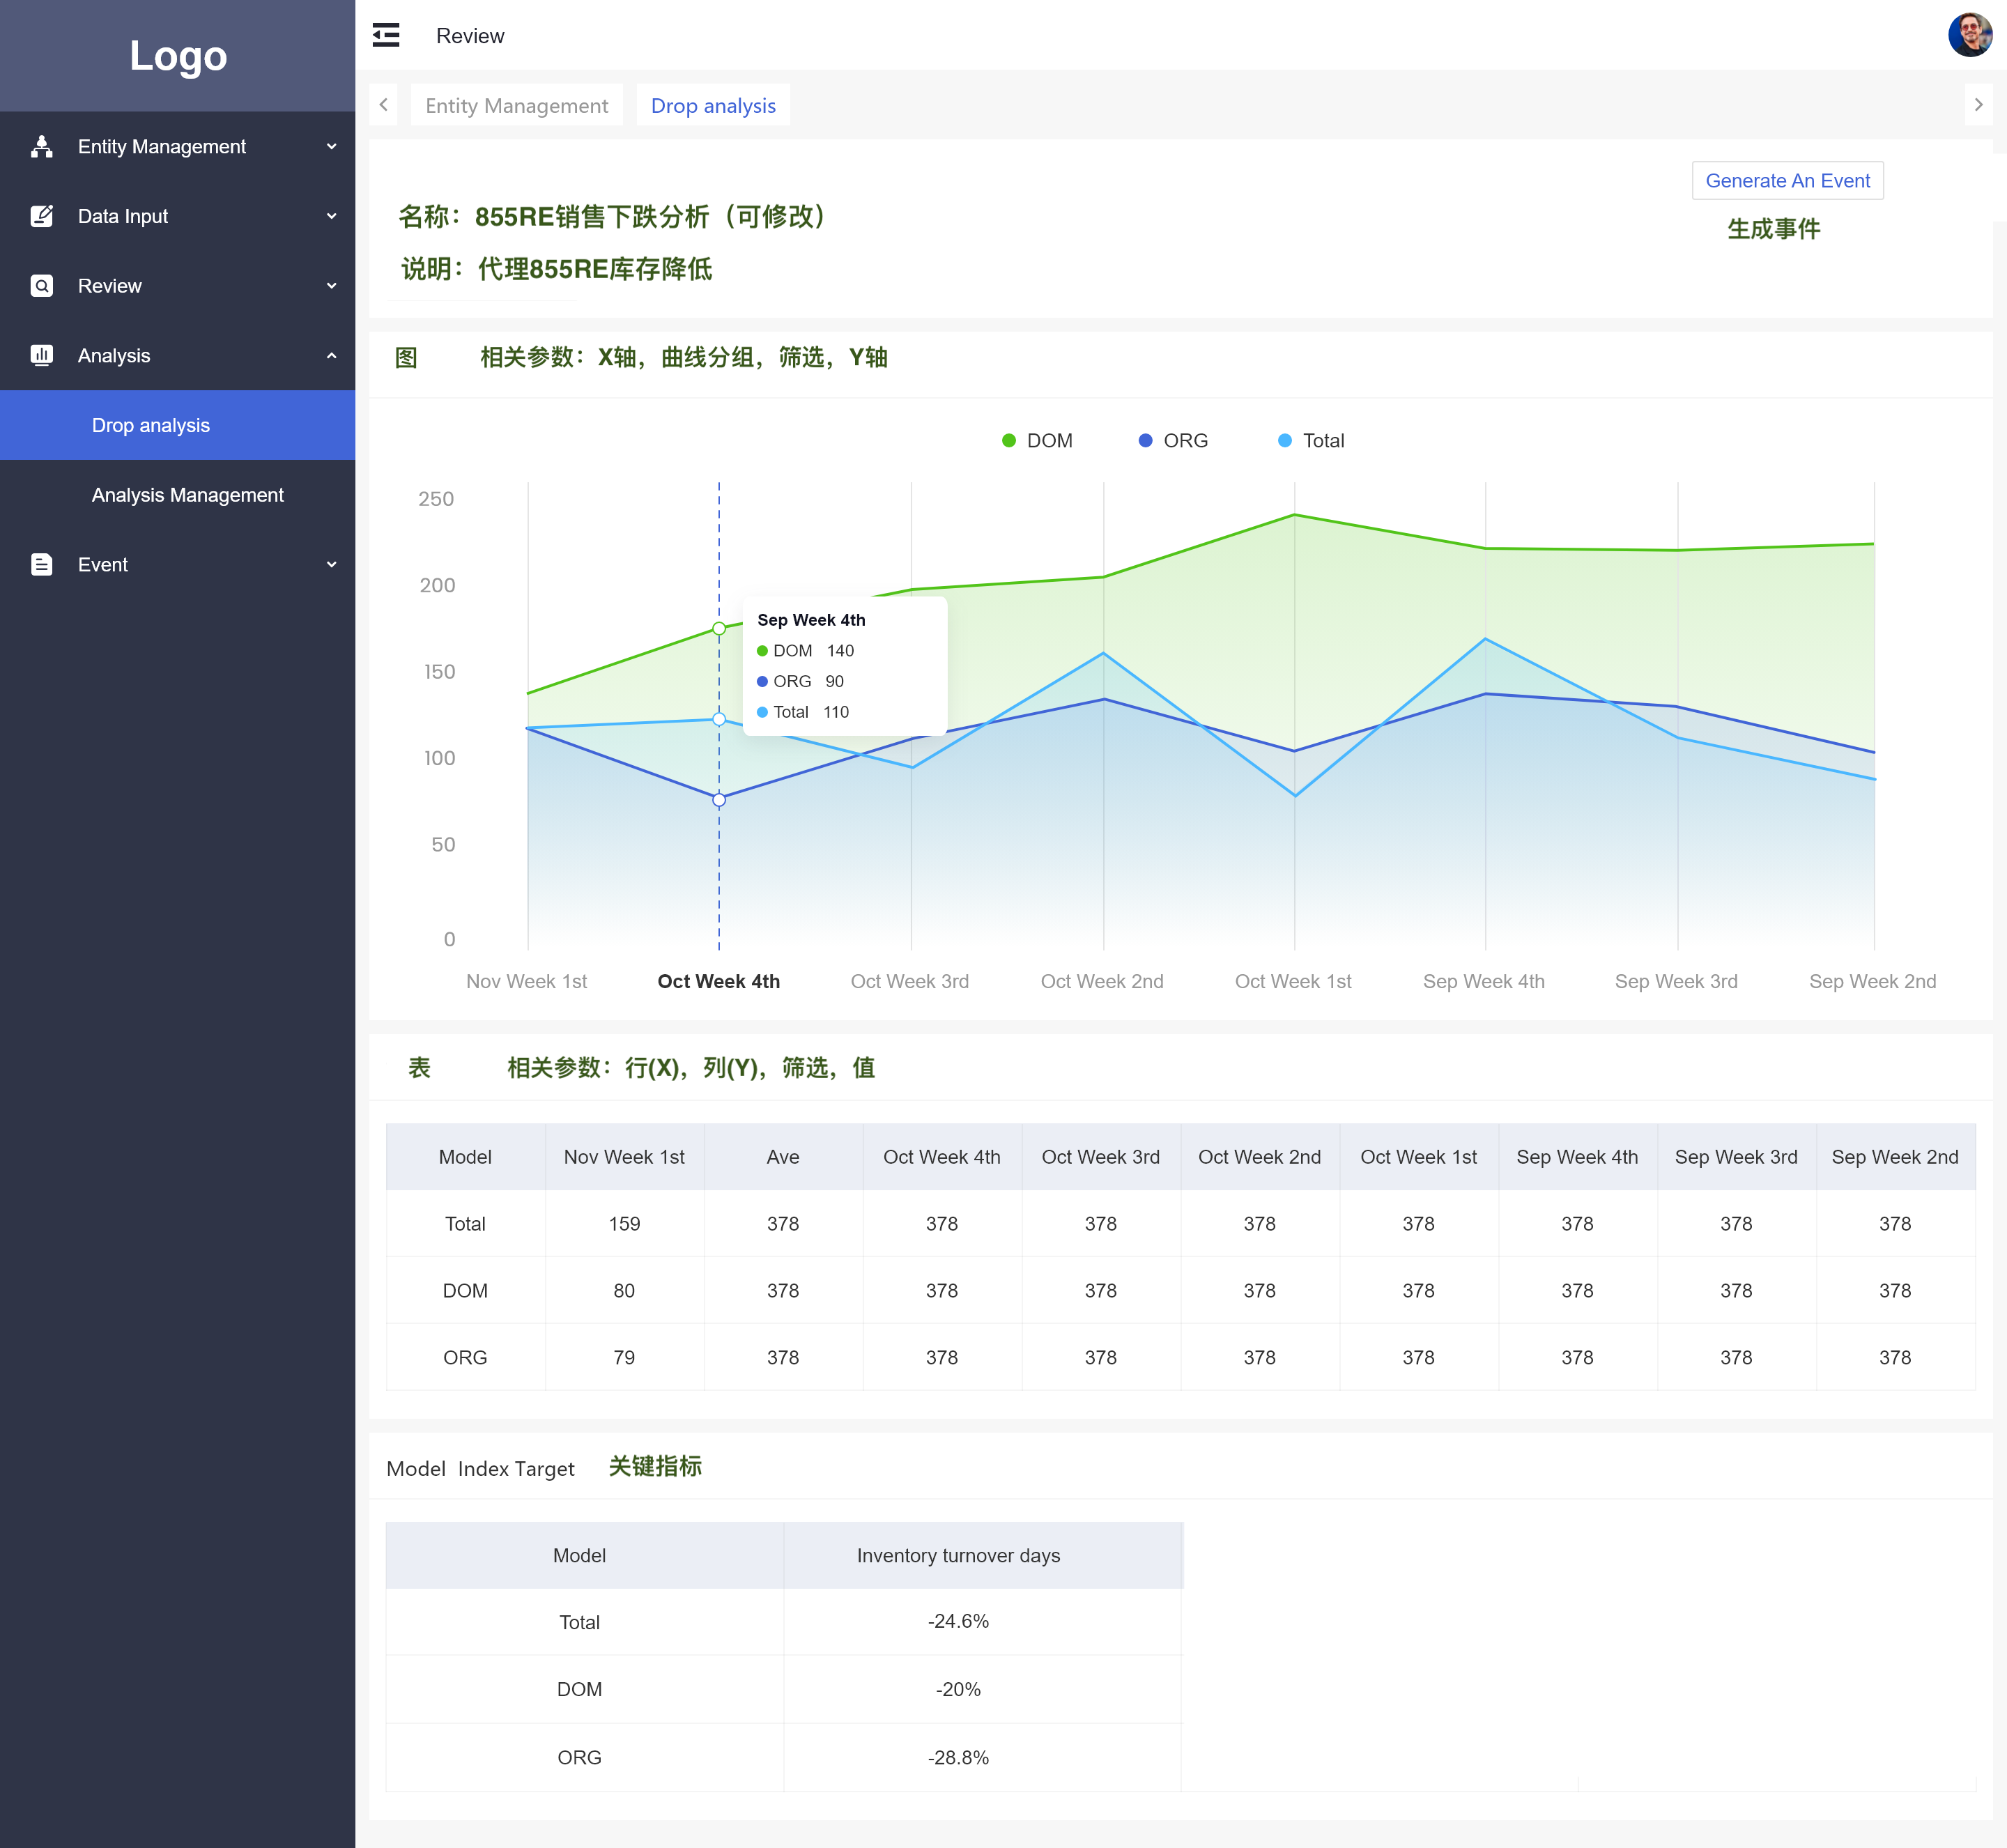 Logo
Entity Management
Data Input
Review
Analysis
Drop analysis
Analysis Management
Event
Review
Entity Management Drop analysis
Generate An Event
生成事件
名称：855RE销售下跌分析（可修改）
说明：代理855RE库存降低
图 相关参数：X轴，曲线分组，筛选，Y轴
DOM ORG Total
250
200
150
100
50
0
Sep Week 4th
DOM 140
ORG 90
Total 110
Nov Week 1st Oct Week 4th Oct Week 3rd Oct Week 2nd Oct Week 1st Sep Week 4th Sep Week 3rd Sep Week 2nd
表 相关参数：行(X)，列(Y)，筛选，值
Model Nov Week 1st Ave Oct Week 4th Oct Week 3rd Oct Week 2nd Oct Week 1st Sep Week 4th Sep Week 3rd Sep Week 2nd
Total 159 378 378 378 378 378 378 378 378
DOM 80 378 378 378 378 378 378 378 378
ORG 79 378 378 378 378 378 378 378 378
Model Index Target 关键指标
Model Inventory turnover days
Total -24.6%
DOM -20%
ORG -28.8%